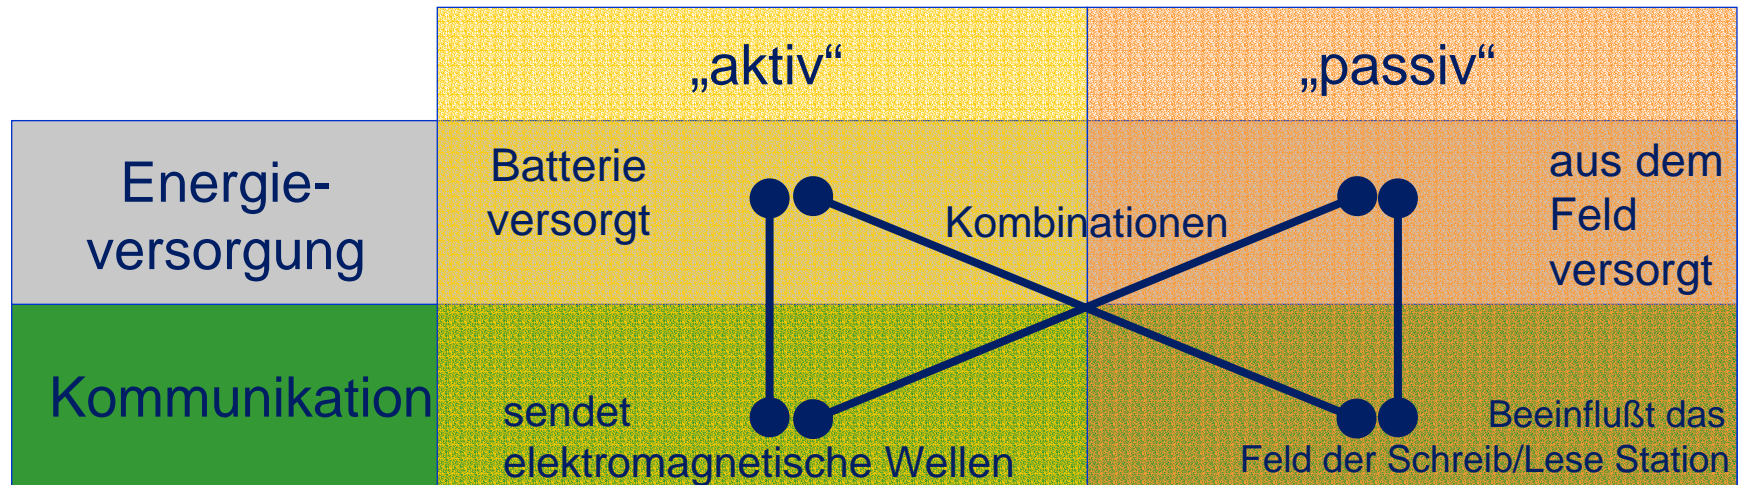 „aktiv“
„passiv“
Energie-
versorgung
Batterie
versorgt
Kombinationen
aus dem
Feld
versorgt
Kommunikation
sendet
elektromagnetische Wellen
Beeinflußt das
Feld der Schreib/Lese Station